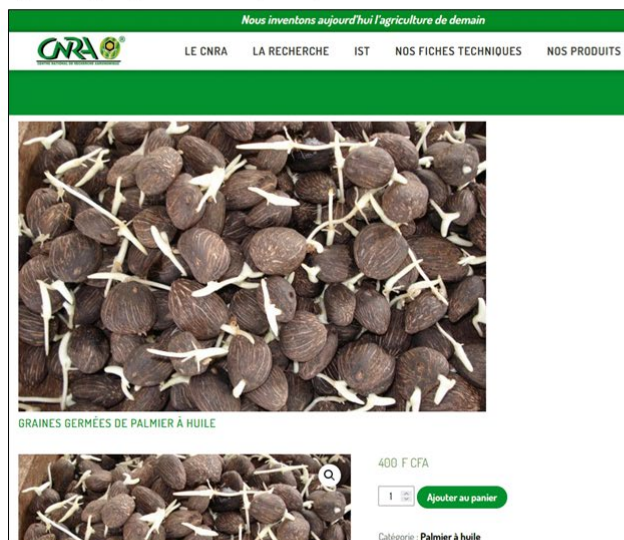 Nous inventons aujourd'hui l'agriculture de demain
CNRA
LE CNRA LA RECHERCHE IST NOS FICHES TECHNIQUES NOS PRODUITS
GRAINES GERMÉES DE PALMIER À HUILE
400 F CFA
1 Ajouter au panier
Catégorie : Palmier à huile